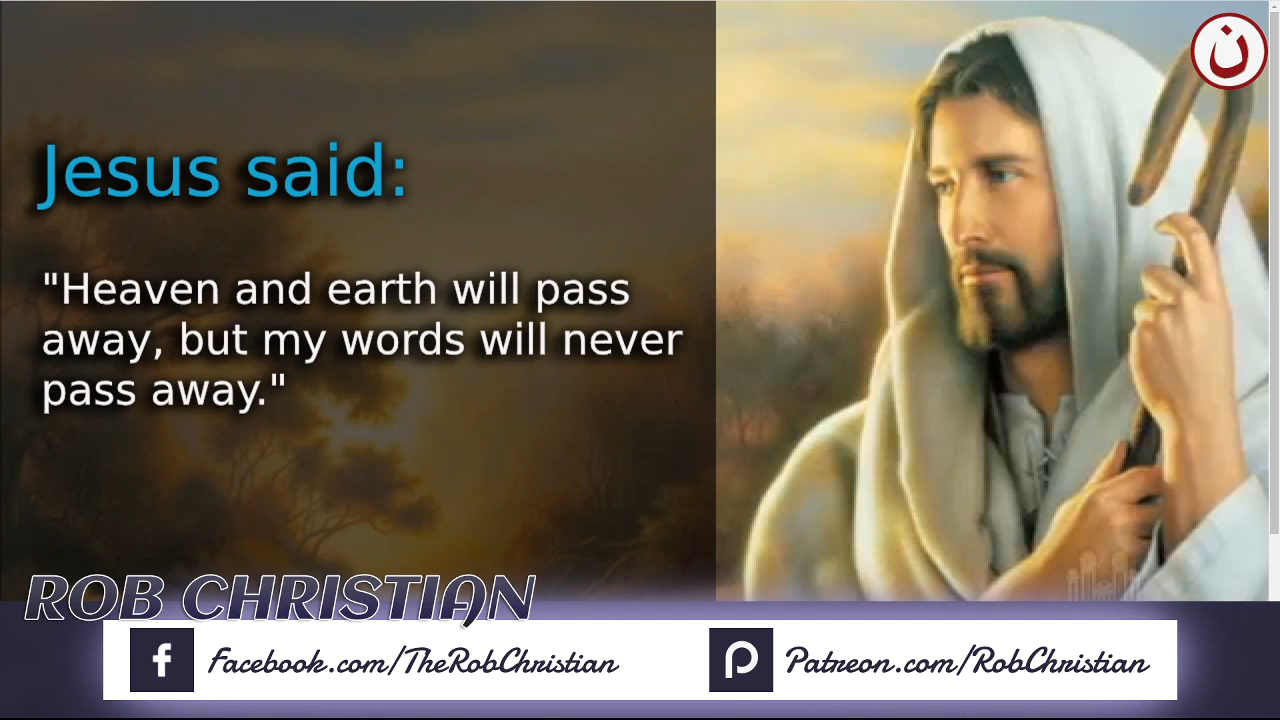 ن
Jesus said:
"Heaven and earth will pass
away, but my words will never
pass away."
ROB CHRISTIAN
Facebook.com/TheRobChristian
Patreon.com/RobChristian